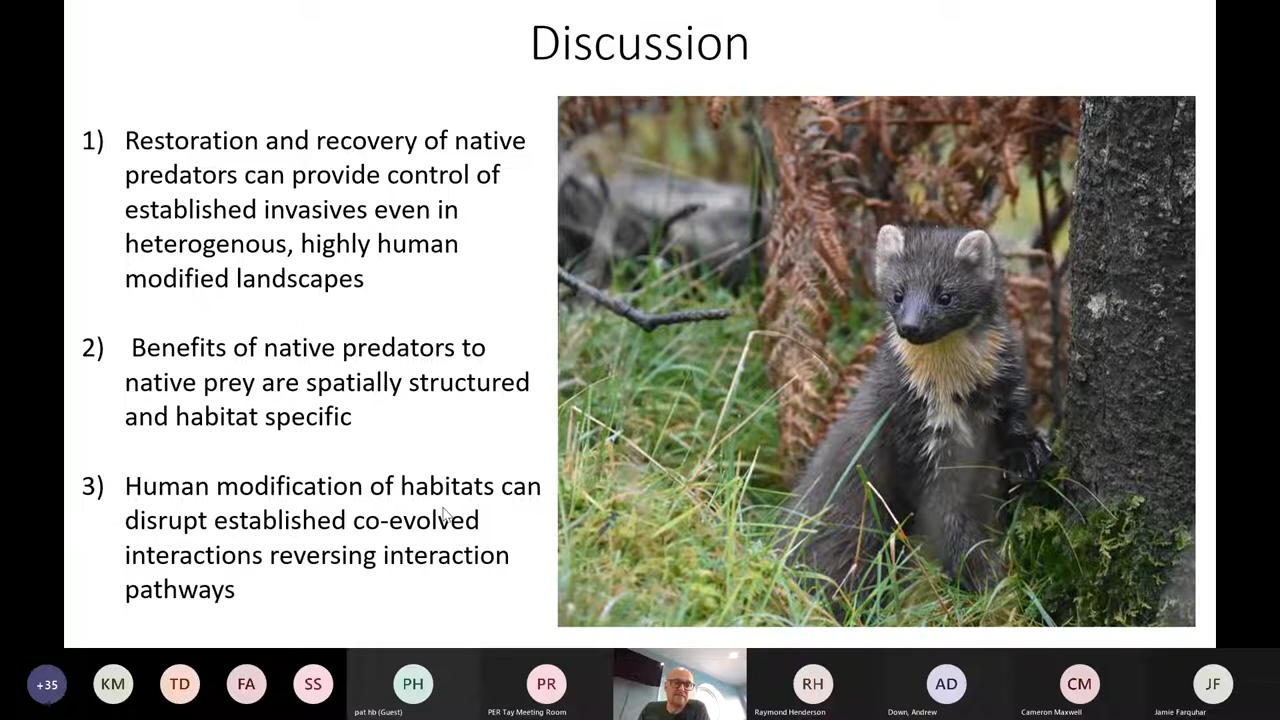 Discussion
1) Restoration and recovery of native
predators can provide control of
established invasives even in
heterogenous, highly human
modified landscapes
2) Benefits of native predators to
native prey are spatially structured
and habitat specific
3) Human modification of habitats can
disrupt established co-evolved
interactions reversing interaction
pathways
+35
KM
TD
FA
SS
PH
PR
RH
AD
CM
JF
pat hb (Guest)
PER Tay Meeting Room
Raymond Henderson
Down, Andrew
Cameron Maxwell
Jamie Farquhar